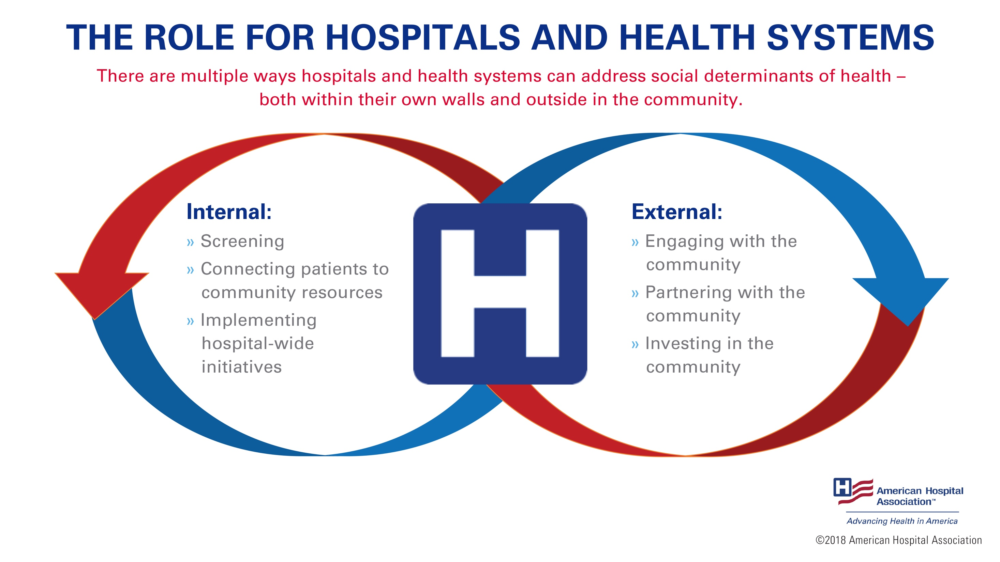 THE ROLE FOR HOSPITALS AND HEALTH SYSTEMS
There are multiple ways hospitals and health systems can address social determinants of health –
both within their own walls and outside in the community.
Internal:
» Screening
» Connecting patients to
community resources
» Implementing
hospital-wide
initiatives
H
External:
» Engaging with the
community
» Partnering with the
community
» Investing in the
community
H
American Hospital
Association™
Advancing Health in America
©2018 American Hospital Association